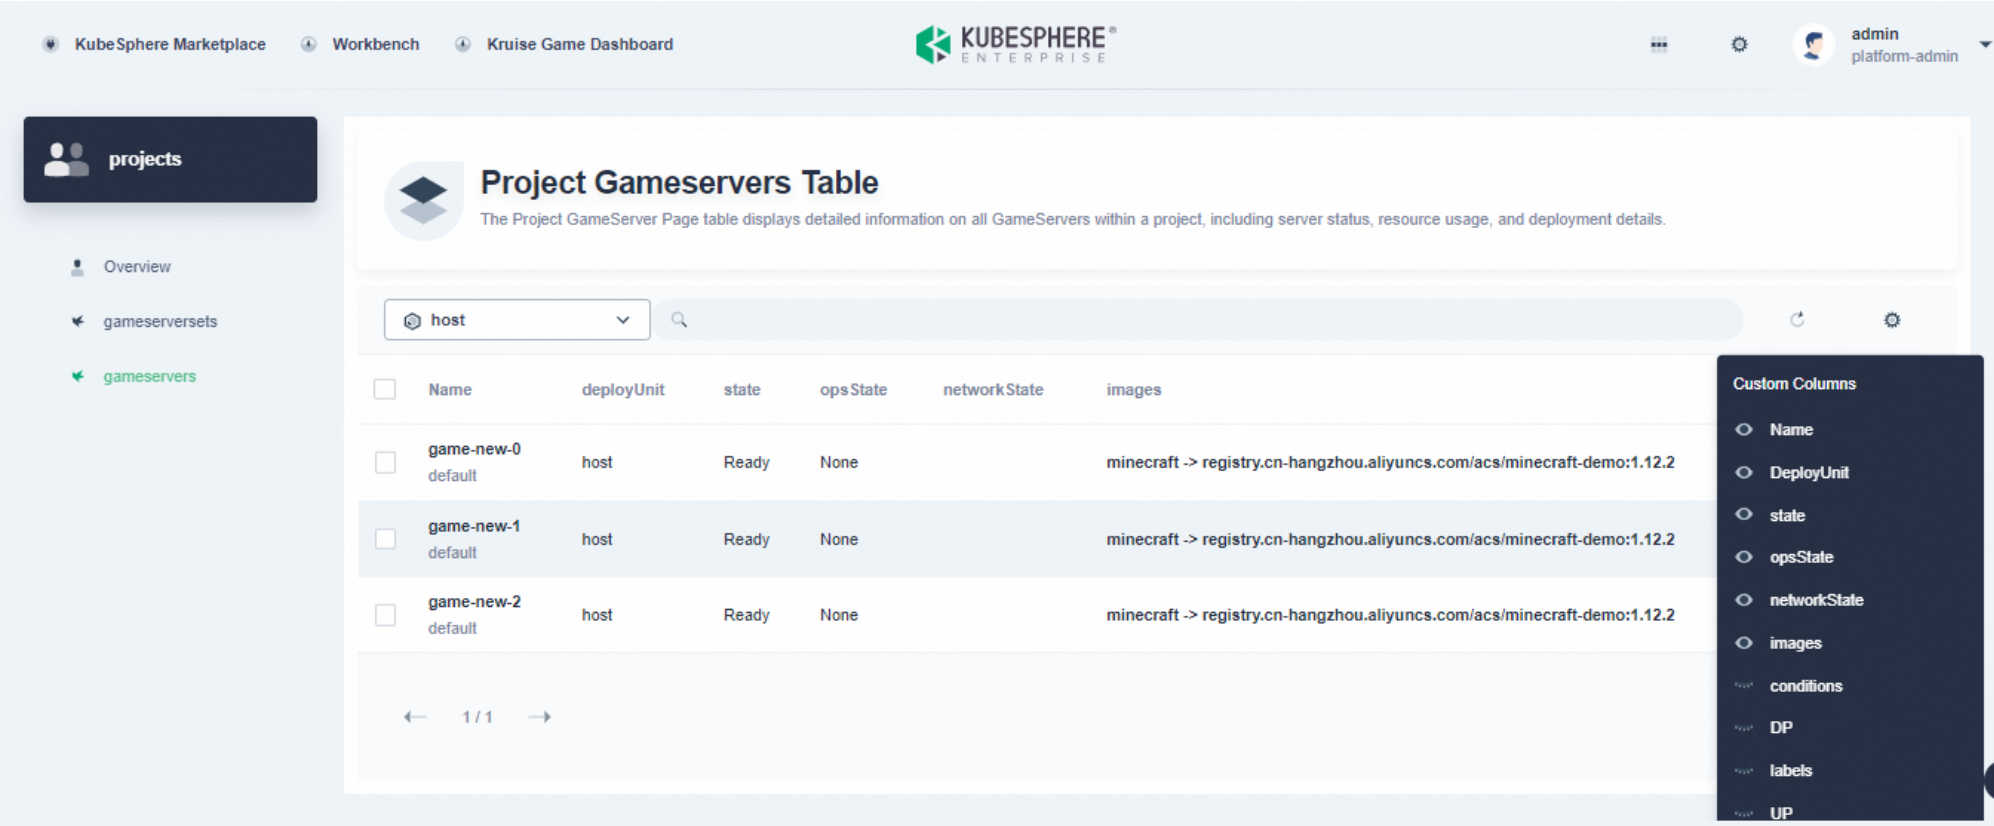 KubeSphere Marketplace
Workbench
Kruise Game Dashboard
KUBESPHERE®
ENTERPRISE
admin
platform-admin
projects
Overview
gameserversets
gameservers
Project Gameservers Table
The Project GameServer Page table displays detailed information on all GameServers within a project, including server status, resource usage, and deployment details.
host
Name deployUnit state opsState networkState images
game-new-0
default
host Ready None minecraft -> registry.cn-hangzhou.aliyuncs.com/acs/minecraft-demo:1.12.2
game-new-1
default
host Ready None minecraft -> registry.cn-hangzhou.aliyuncs.com/acs/minecraft-demo:1.12.2
game-new-2
default
host Ready None minecraft -> registry.cn-hangzhou.aliyuncs.com/acs/minecraft-demo:1.12.2
1 / 1
Custom Columns
Name
DeployUnit
state
opsState
networkState
images
conditions
DP
labels
UP